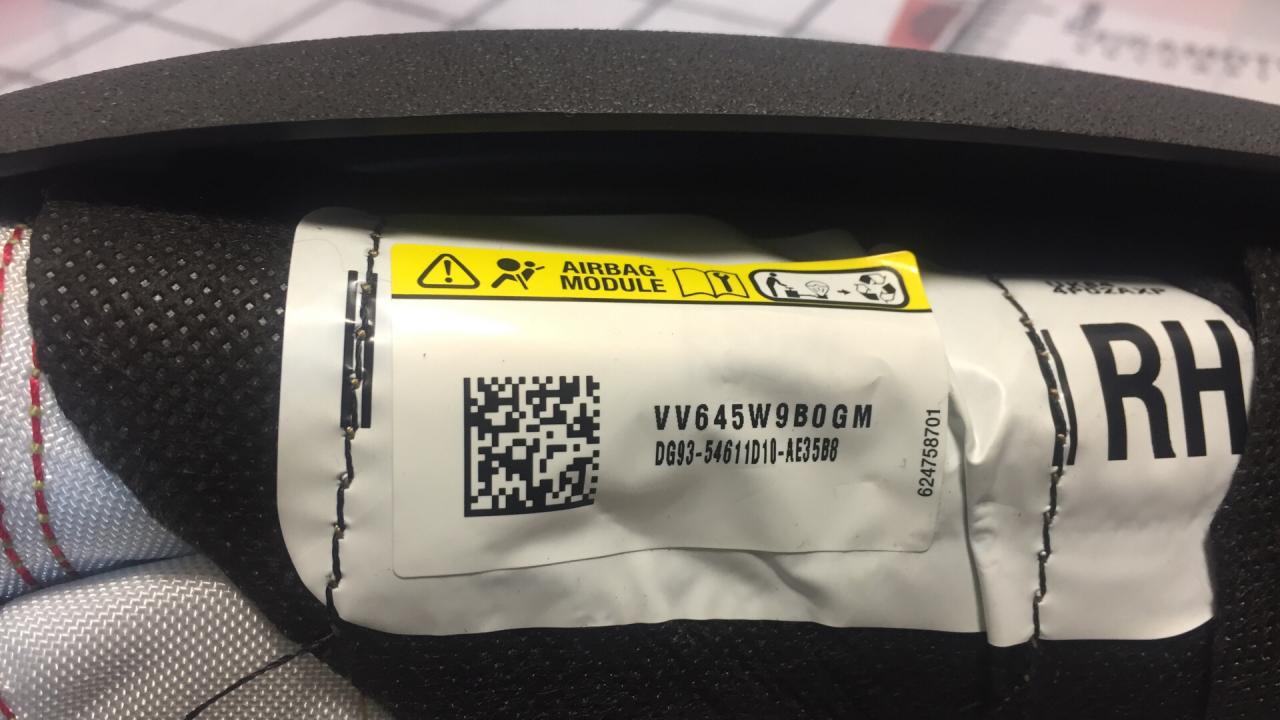 AIRBAG
MODULE
VV645W9B0GM
DG93-54611D10-AE35B8
624758701
RH